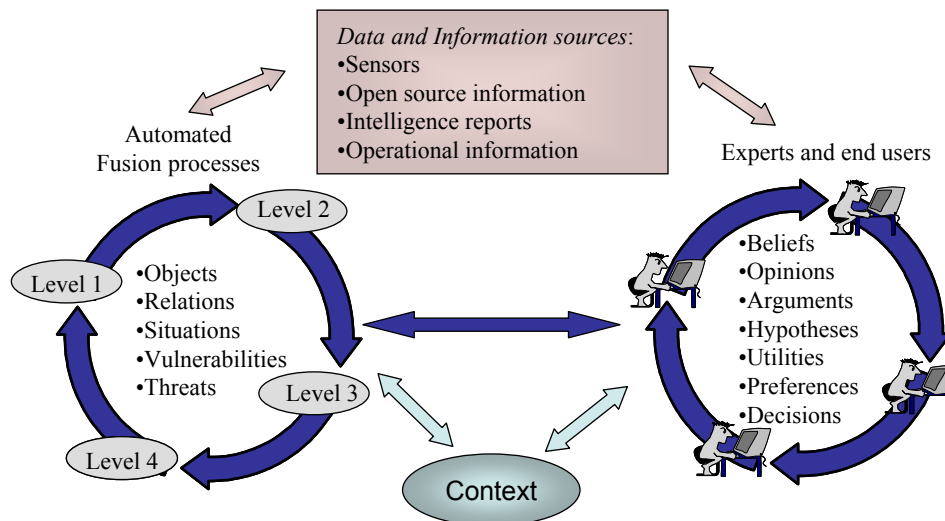 Data and Information sources:
•Sensors
•Open source information
•Intelligence reports
•Operational information
Automated
Fusion processes
Experts and end users
Level 2
Level 1
Level 3
Level 4
•Objects
•Relations
•Situations
•Vulnerabilities
•Threats
•Beliefs
•Opinions
•Arguments
•Hypotheses
•Utilities
•Preferences
•Decisions
Context